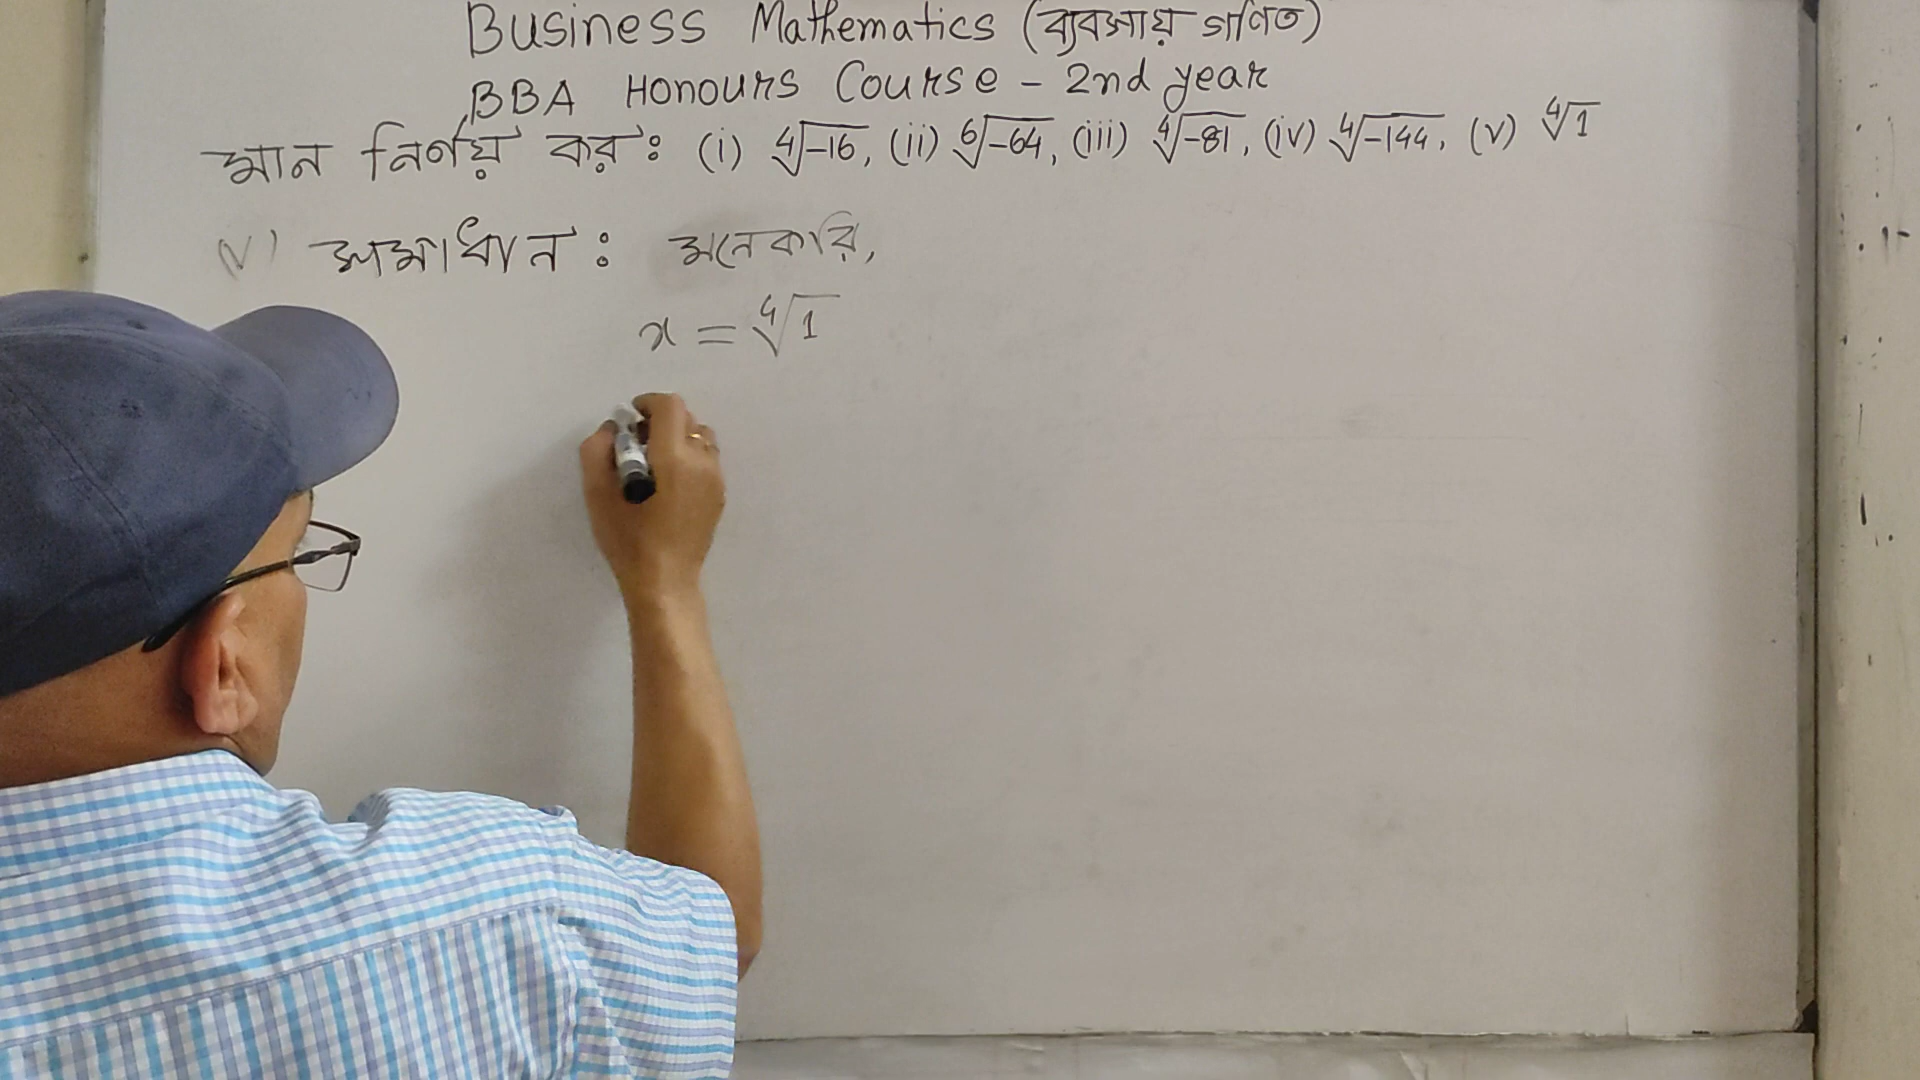 Business Mathematics (ব্যবসায় গণিত)
BBA Honours Course - 2nd year
মান নির্ণয় কর: (i) ∜-16, (ii) ⁶√-64, (iii) ∜-81, (iv) ∜-144, (v) ∜1
(v) সমাধান: মনেকরি,
x = ∜1